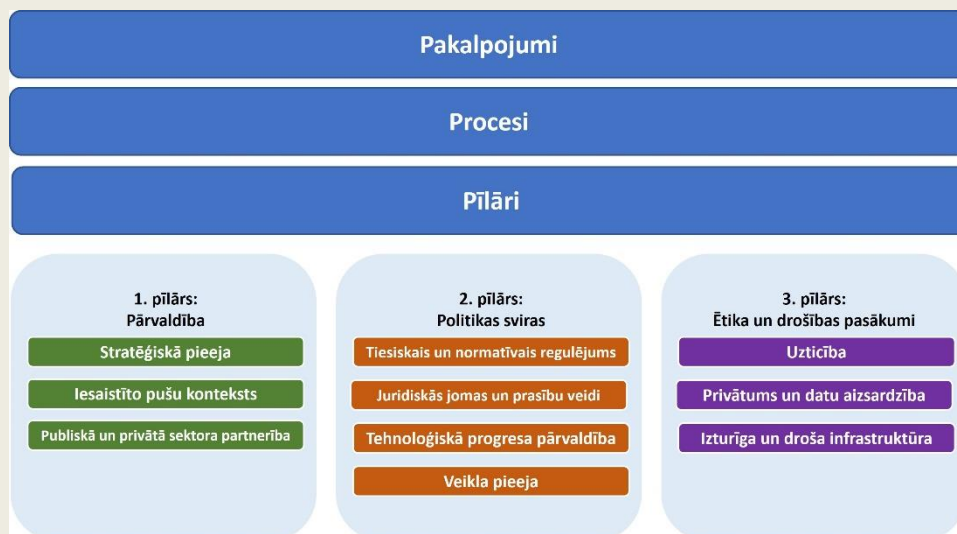 Pakalpojumi
Procesi
Pīlāri
1. pīlārs:
Pārvaldība
Stratēģiskā pieeja
Iesaistīto pušu konteksts
Publiskā un privātā sektora partnerība
2. pīlārs:
Politikas sviras
Tiesiskais un normatīvais regulējums
Juridiskās jomas un prasību veidi
Tehnoloģiskā progresa pārvaldība
Veikla pieeja
3. pīlārs:
Ētika un drošības pasākumi
Uzticība
Privātums un datu aizsardzība
Izturīga un droša infrastruktūra